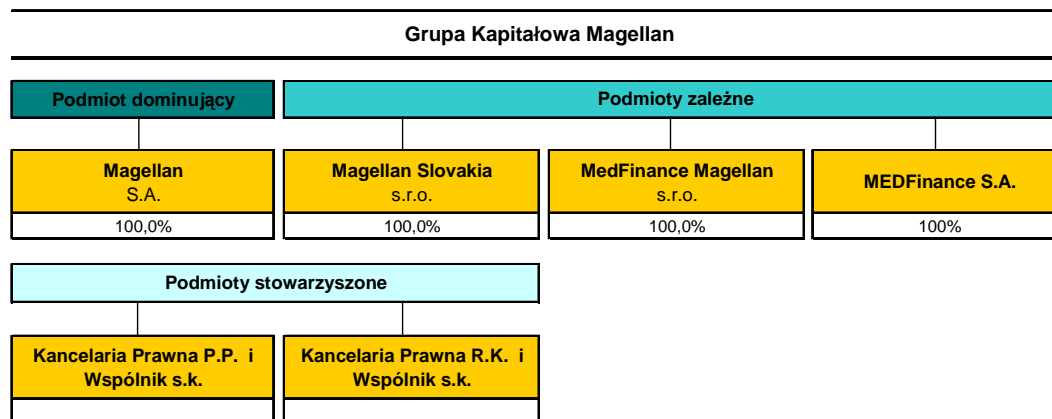 Grupa Kapitałowa Magellan
Podmiot dominujący
Podmioty zależne
Magellan
S.A.
100,0%
Magellan Slovakia
s.r.o.
100,0%
MedFinance Magellan
s.r.o.
100,0%
MEDFinance S.A.
100%
Podmioty stowarzyszone
Kancelaria Prawna P.P. i
Wspólnik s.k.
Kancelaria Prawna R.K. i
Wspólnik s.k.